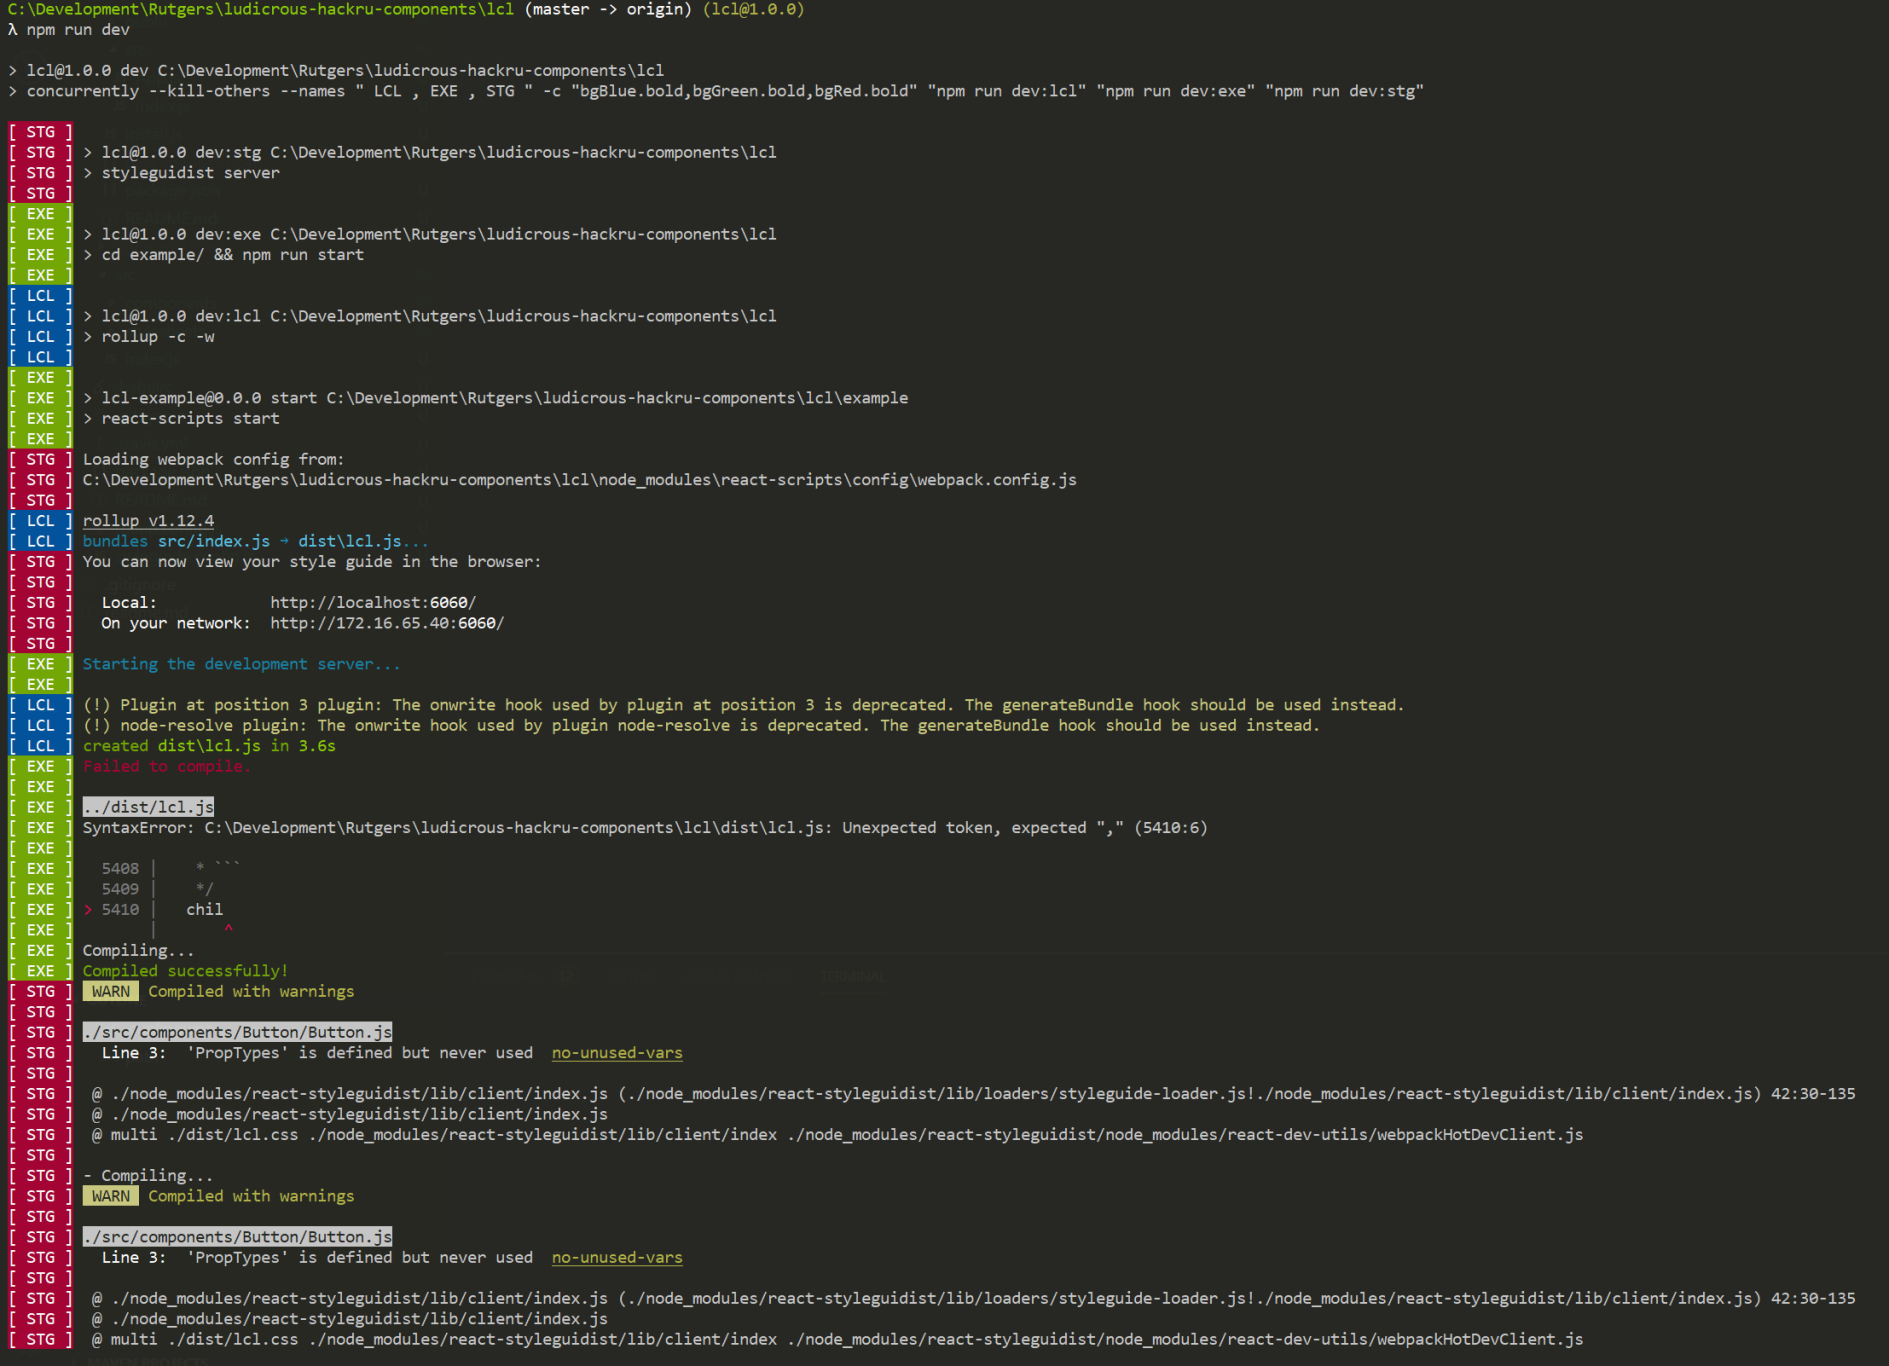 C:\Development\Rutgers\ludicrous-hackru-components\lcl (master -> origin) (lcl@1.0.0)
λ npm run dev
> lcl@1.0.0 dev C:\Development\Rutgers\ludicrous-hackru-components\lcl
> concurrently --kill-others --names " LCL , EXE , STG " -c "bgBlue.bold,bgGreen.bold,bgRed.bold" "npm run dev:lcl" "npm run dev:exe" "npm run dev:stg"
[ STG ]
[ STG ] > lcl@1.0.0 dev:stg C:\Development\Rutgers\ludicrous-hackru-components\lcl
[ STG ] > styleguidist server
[ STG ]
[ EXE ]
[ EXE ] > lcl@1.0.0 dev:exe C:\Development\Rutgers\ludicrous-hackru-components\lcl
[ EXE ] > cd example/ && npm run start
[ EXE ]
[ LCL ]
[ LCL ] > lcl@1.0.0 dev:lcl C:\Development\Rutgers\ludicrous-hackru-components\lcl
[ LCL ] > rollup -c -w
[ LCL ]
[ EXE ]
[ EXE ] > lcl-example@0.0.0 start C:\Development\Rutgers\ludicrous-hackru-components\lcl\example
[ EXE ] > react-scripts start
[ EXE ]
[ STG ] Loading webpack config from:
[ STG ] C:\Development\Rutgers\ludicrous-hackru-components\lcl\node_modules\react-scripts\config\webpack.config.js
[ STG ]
[ LCL ] rollup v1.12.4
[ LCL ] bundles src/index.js → dist\lcl.js...
[ STG ] You can now view your style guide in the browser:
[ STG ]
[ STG ]   Local:            http://localhost:6060/
[ STG ]   On your network:  http://172.16.65.40:6060/
[ STG ]
[ EXE ] Starting the development server...
[ EXE ]
[ LCL ] (!) Plugin at position 3 plugin: The onwrite hook used by plugin at position 3 is deprecated. The generateBundle hook should be used instead.
[ LCL ] (!) node-resolve plugin: The onwrite hook used by plugin node-resolve is deprecated. The generateBundle hook should be used instead.
[ LCL ] created dist\lcl.js in 3.6s
[ EXE ] Failed to compile.
[ EXE ]
[ EXE ] ../dist/lcl.js
[ EXE ] SyntaxError: C:\Development\Rutgers\ludicrous-hackru-components\lcl\dist\lcl.js: Unexpected token, expected "," (5410:6)
[ EXE ]
[ EXE ]   5408 |    * ```
[ EXE ]   5409 |    */
[ EXE ] > 5410 |   chil
[ EXE ]        |       ^
[ EXE ] Compiling...
[ EXE ] Compiled successfully!
[ STG ]  WARN  Compiled with warnings
[ STG ]
[ STG ] ./src/components/Button/Button.js
[ STG ]   Line 3:  'PropTypes' is defined but never used  no-unused-vars
[ STG ]
[ STG ]  @ ./node_modules/react-styleguidist/lib/client/index.js (./node_modules/react-styleguidist/lib/loaders/styleguide-loader.js!./node_modules/react-styleguidist/lib/client/index.js) 42:30-135
[ STG ]  @ ./node_modules/react-styleguidist/lib/client/index.js
[ STG ]  @ multi ./dist/lcl.css ./node_modules/react-styleguidist/lib/client/index ./node_modules/react-styleguidist/node_modules/react-dev-utils/webpackHotDevClient.js
[ STG ]
[ STG ] - Compiling...
[ STG ]  WARN  Compiled with warnings
[ STG ]
[ STG ] ./src/components/Button/Button.js
[ STG ]   Line 3:  'PropTypes' is defined but never used  no-unused-vars
[ STG ]
[ STG ]  @ ./node_modules/react-styleguidist/lib/client/index.js (./node_modules/react-styleguidist/lib/loaders/styleguide-loader.js!./node_modules/react-styleguidist/lib/client/index.js) 42:30-135
[ STG ]  @ ./node_modules/react-styleguidist/lib/client/index.js
[ STG ]  @ multi ./dist/lcl.css ./node_modules/react-styleguidist/lib/client/index ./node_modules/react-styleguidist/node_modules/react-dev-utils/webpackHotDevClient.js